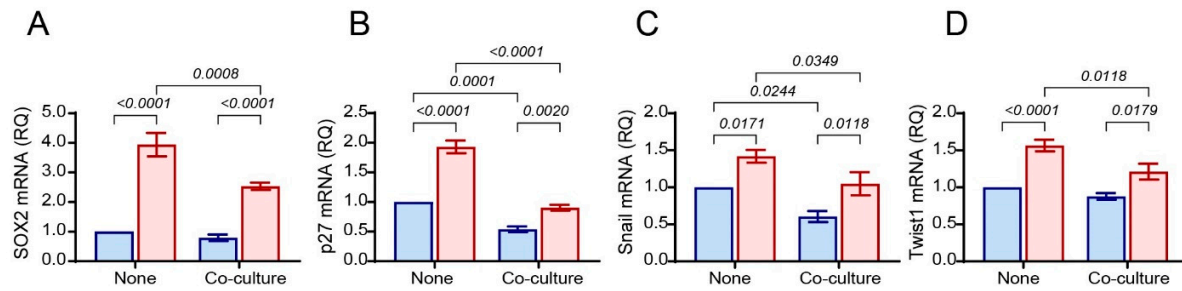 A
SOX2 mRNA (RQ)
5.0
4.0
3.0
2.0
1.0
0.0
0.0008
<0.0001
<0.0001
None
Co-culture
B
p27 mRNA (RQ)
2.5
2.0
1.5
1.0
0.5
0.0
<0.0001
0.0001
<0.0001
0.0020
None
Co-culture
C
Snail mRNA (RQ)
2.0
1.5
1.0
0.5
0.0
0.0349
0.0244
0.0171
0.0118
None
Co-culture
D
Twist1 mRNA (RQ)
2.0
1.5
1.0
0.5
0.0
0.0118
<0.0001
0.0179
None
Co-culture